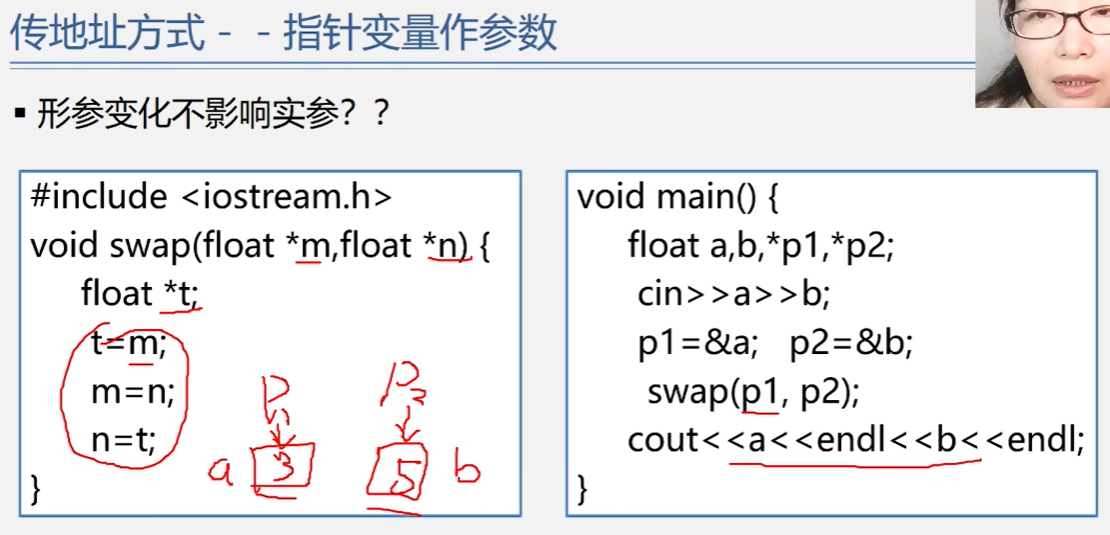 传地址方式 - - 指针变量作参数
▪ 形参变化不影响实参？？
#include <iostream.h>
void swap(float *m,float *n) {
float *t;
t=m;
m=n;
n=t;
}
p1
p2
a 3 5 b
void main() {
float a,b,*p1,*p2;
cin>>a>>b;
p1=&a; p2=&b;
swap(p1, p2);
cout<<a<<endl<<b<<endl;
}